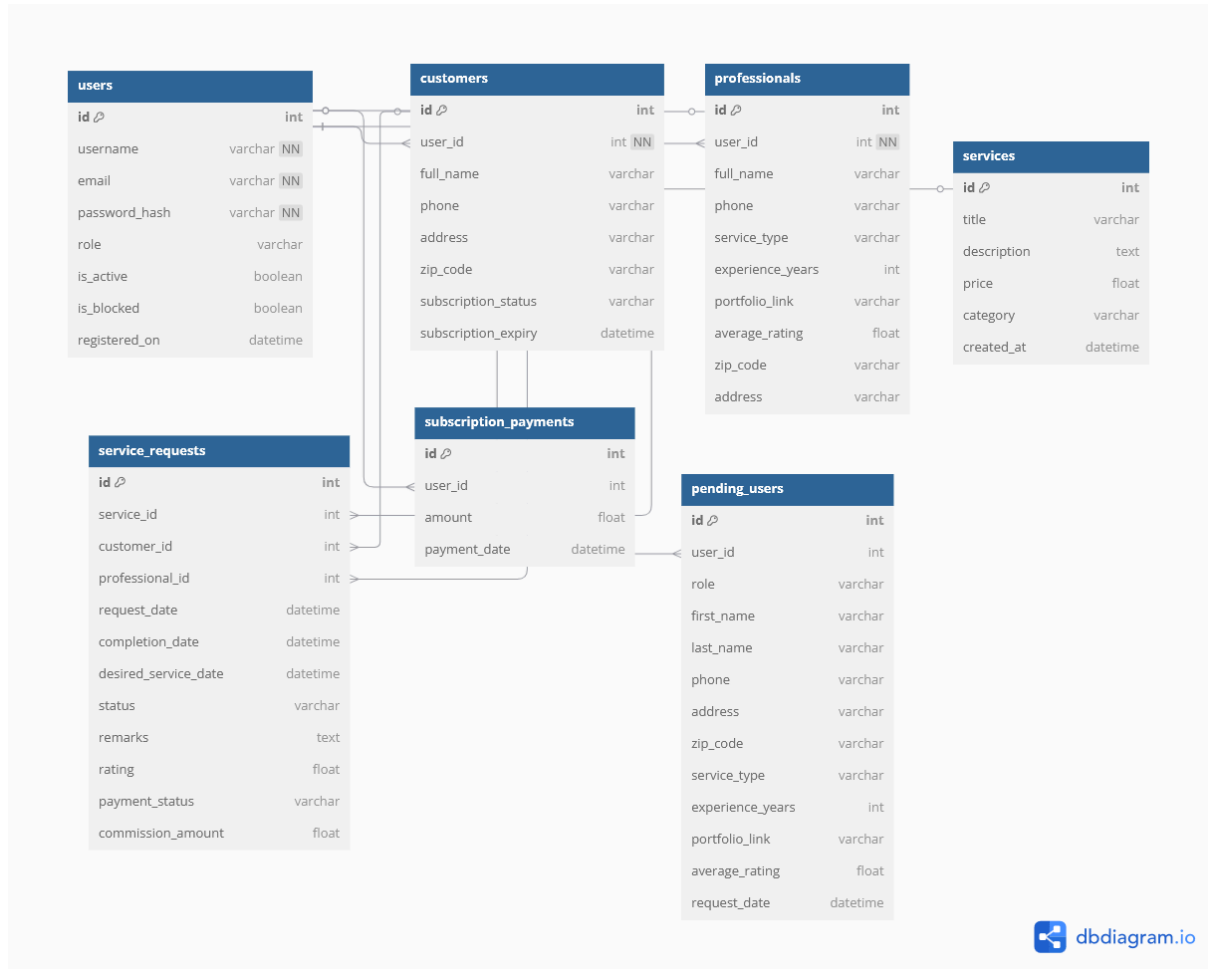 users
id int
username varchar NN
email varchar NN
password_hash varchar NN
role varchar
is_active boolean
is_blocked boolean
registered_on datetime
customers
id int
user_id int NN
full_name varchar
phone varchar
address varchar
zip_code varchar
subscription_status varchar
subscription_expiry datetime
professionals
id int
user_id int NN
full_name varchar
phone varchar
service_type varchar
experience_years int
portfolio_link varchar
average_rating float
zip_code varchar
address varchar
services
id int
title varchar
description text
price float
category varchar
created_at datetime
service_requests
id int
service_id int
customer_id int
professional_id int
request_date datetime
completion_date datetime
desired_service_date datetime
status varchar
remarks text
rating float
payment_status varchar
commission_amount float
subscription_payments
id int
user_id int
amount float
payment_date datetime
pending_users
id int
user_id int
role varchar
first_name varchar
last_name varchar
phone varchar
address varchar
zip_code varchar
service_type varchar
experience_years int
portfolio_link varchar
average_rating float
request_date datetime
dbdiagram.io